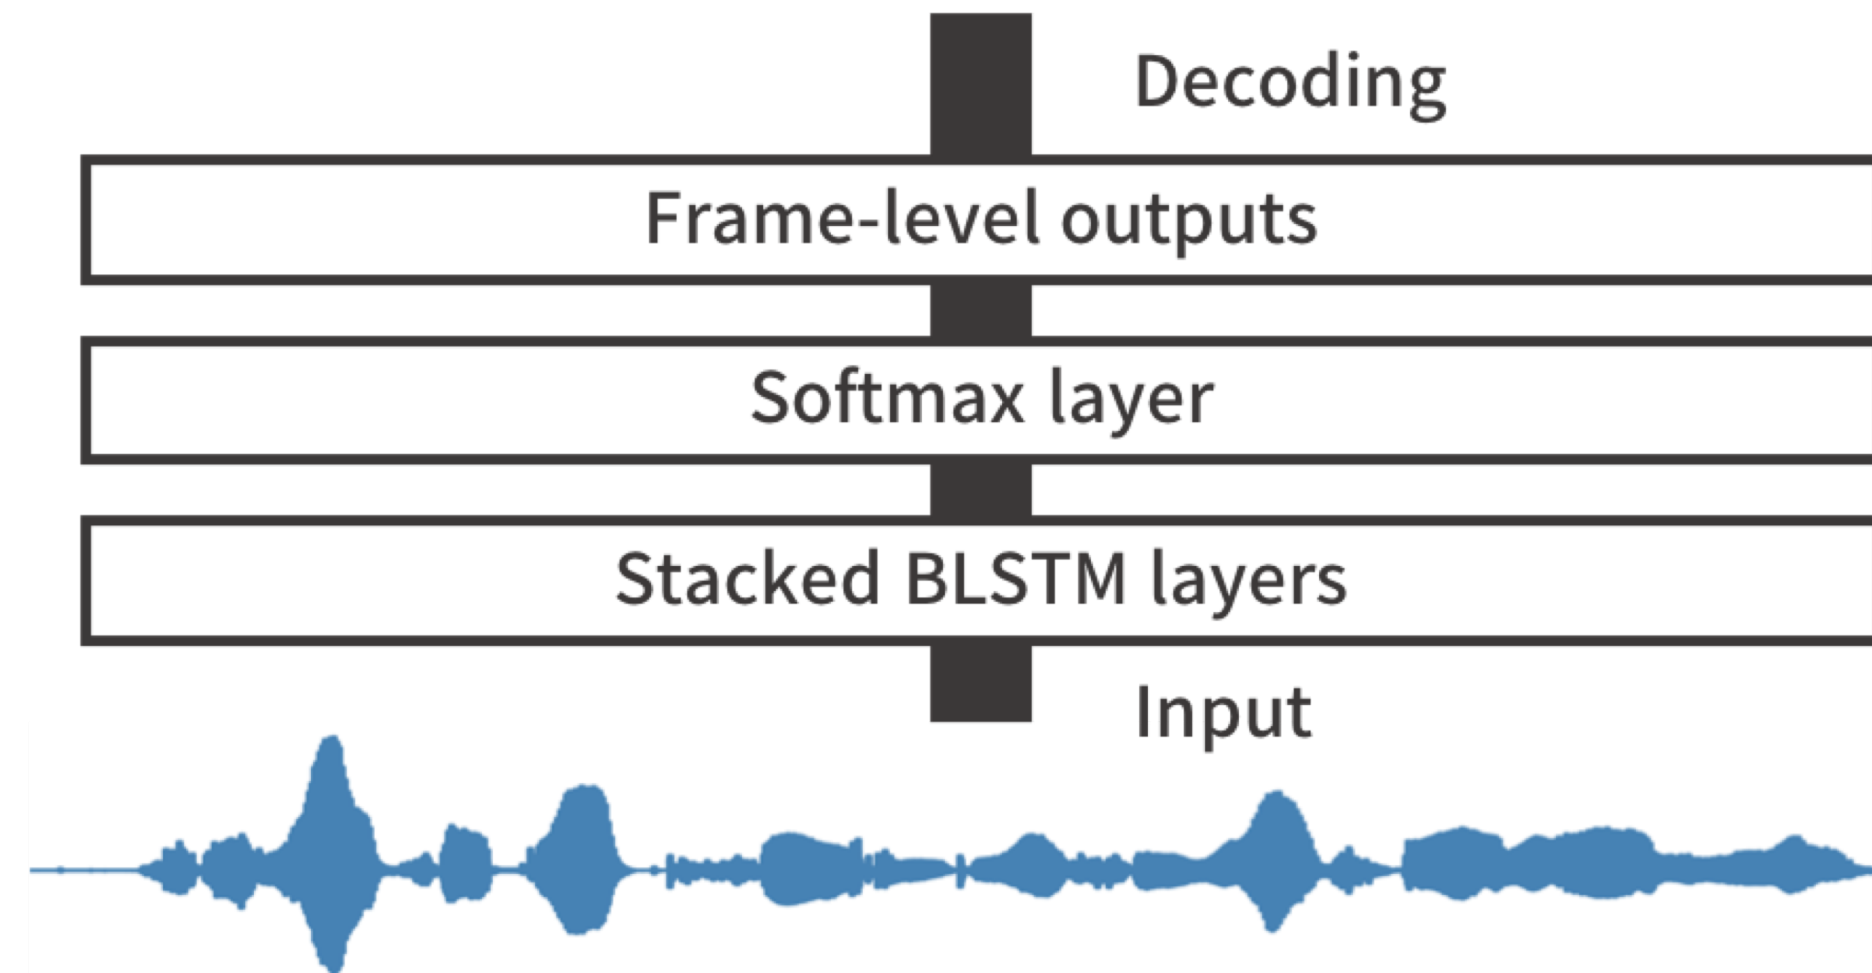 Decoding
Frame-level outputs
Softmax layer
Stacked BLSTM layers
Input